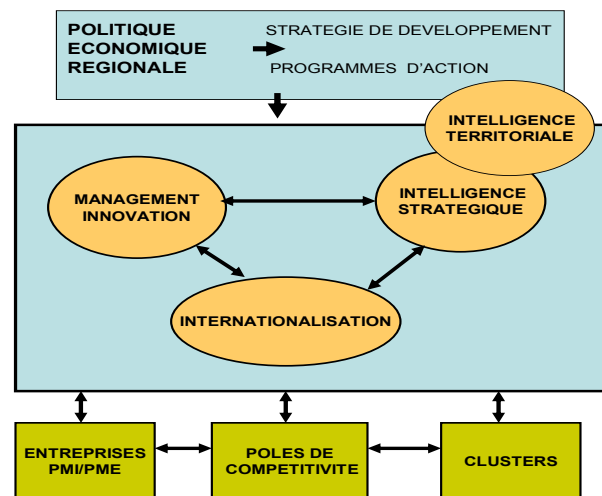 POLITIQUE
ECONOMIQUE
REGIONALE
STRATEGIE DE DEVELOPPEMENT
PROGRAMMES D'ACTION
INTELLIGENCE
TERRITORIALE
MANAGEMENT
INNOVATION
INTELLIGENCE
STRATEGIQUE
INTERNATIONALISATION
ENTREPRISES
PMI/PME
POLES DE
COMPETITIVITE
CLUSTERS